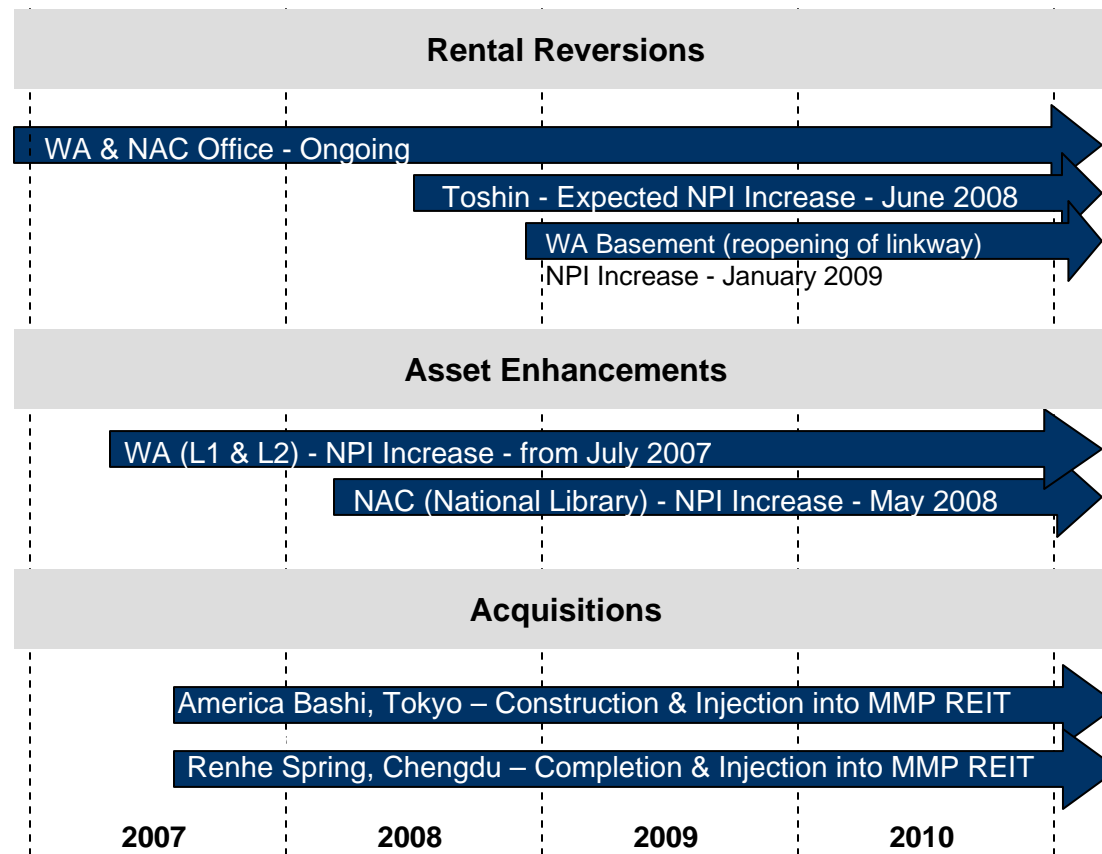 Rental Reversions
WA & NAC Office - Ongoing
Toshin - Expected NPI Increase - June 2008
WA Basement (reopening of linkway)
NPI Increase - January 2009
Asset Enhancements
WA (L1 & L2) - NPI Increase - from July 2007
NAC (National Library) - NPI Increase - May 2008
Acquisitions
America Bashi, Tokyo – Construction & Injection into MMP REIT
Renhe Spring, Chengdu – Completion & Injection into MMP REIT
2007 2008 2009 2010